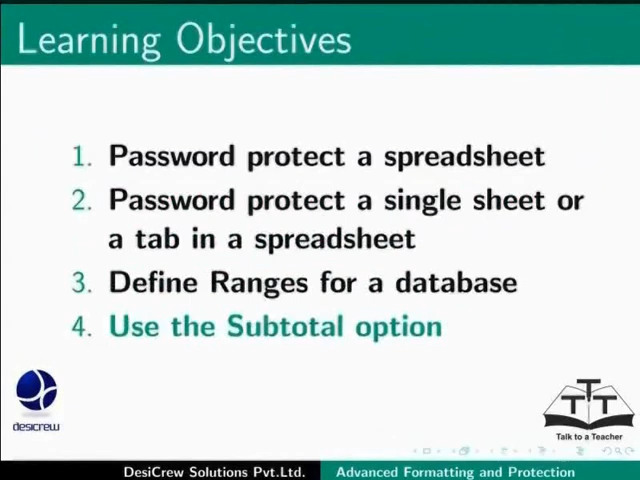 Learning Objectives
1. Password protect a spreadsheet
2. Password protect a single sheet or
a tab in a spreadsheet
3. Define Ranges for a database
4. Use the Subtotal option
desicrew
TTT
Talk to a Teacher
DesiCrew Solutions Pvt.Ltd. Advanced Formatting and Protection